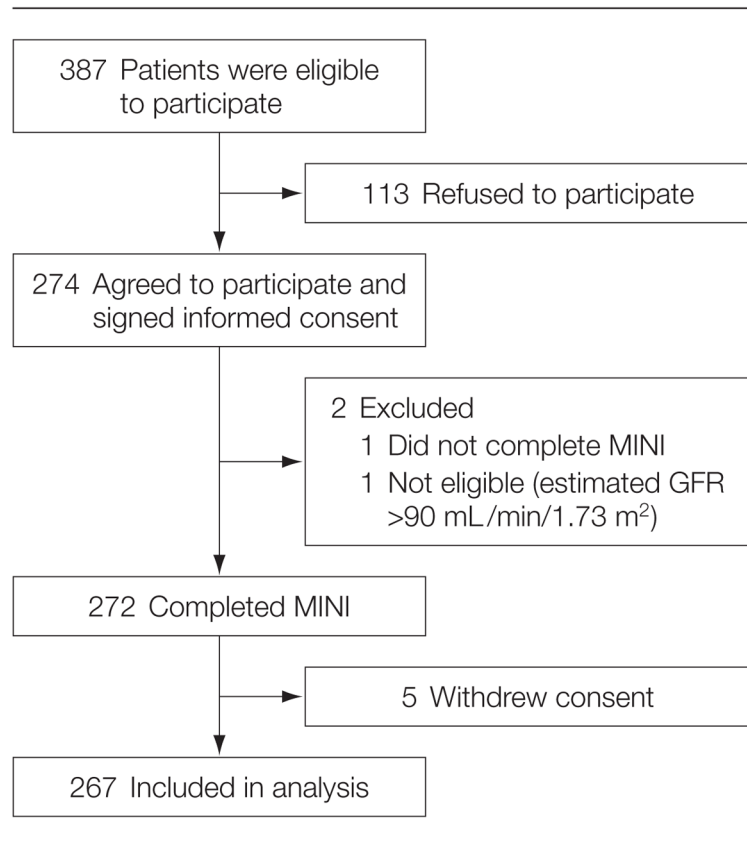 387 Patients were eligible
to participate
113 Refused to participate
274 Agreed to participate and
signed informed consent
2 Excluded
1 Did not complete MINI
1 Not eligible (estimated GFR
>90 mL/min/1.73 m²)
272 Completed MINI
5 Withdrew consent
267 Included in analysis